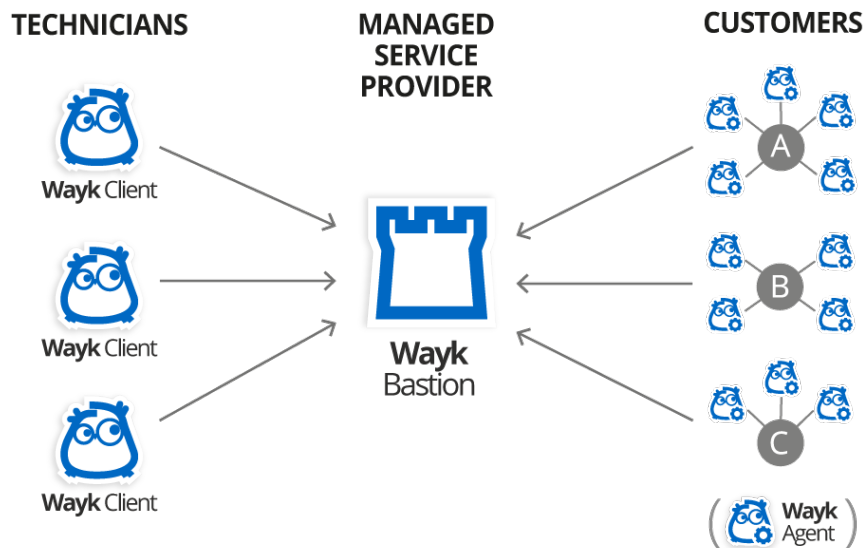 TECHNICIANS
MANAGED
SERVICE
PROVIDER
CUSTOMERS
Wayk Client
Wayk Client
Wayk Client
Wayk
Bastion
A
B
C
( Wayk
Agent )